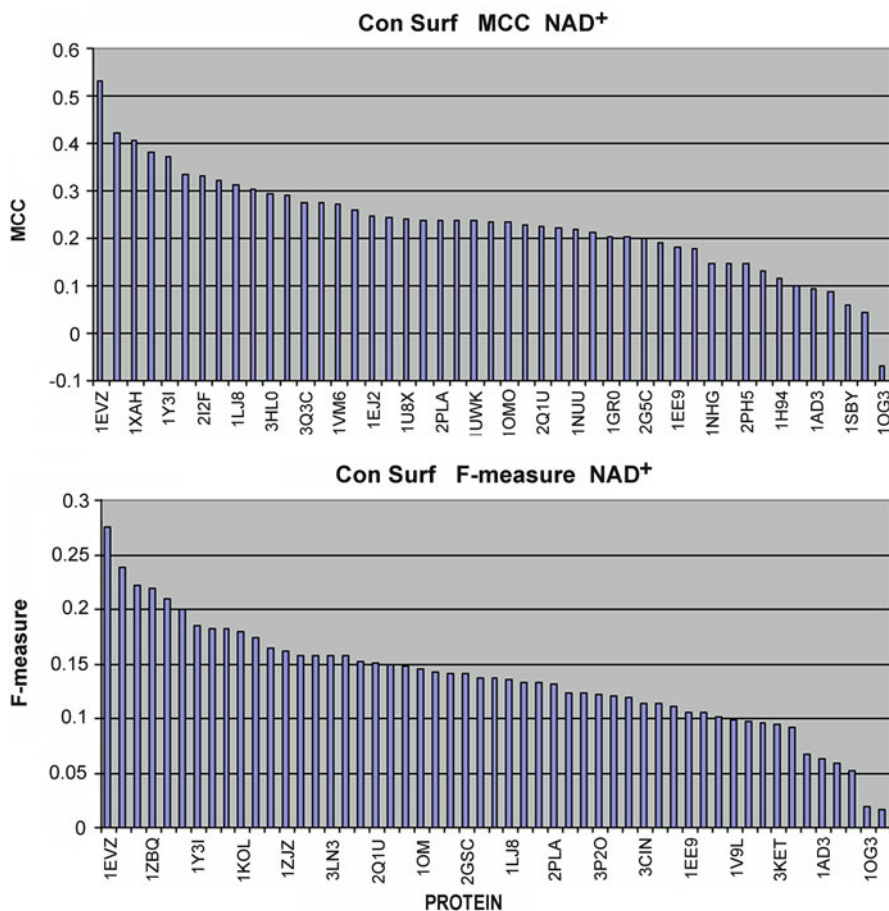 Con Surf MCC NAD+
0.6
0.5
0.4
0.3
0.2
0.1
0
-0.1
MCC
1EVZ
1XAH
1Y3I
2I2F
1LJ8
3HL0
3Q3C
1VM6
1EJ2
1U8X
2PLA
IUWK
IOMO
2Q1U
1NUU
1GR0
2G5C
1EE9
1NHG
2PH5
1H94
1AD3
1SBY
1OG3
Con Surf F-measure NAD+
0.3
0.25
0.2
0.15
0.1
0.05
0
F-measure
1EVZ
1ZBQ
1Y3I
1KOL
1ZJZ
3LN3
2Q1U
1OM
2GSC
1LJ8
2PLA
3P2O
3CIN
1EE9
1V9L
3KET
1AD3
1OG3
PROTEIN